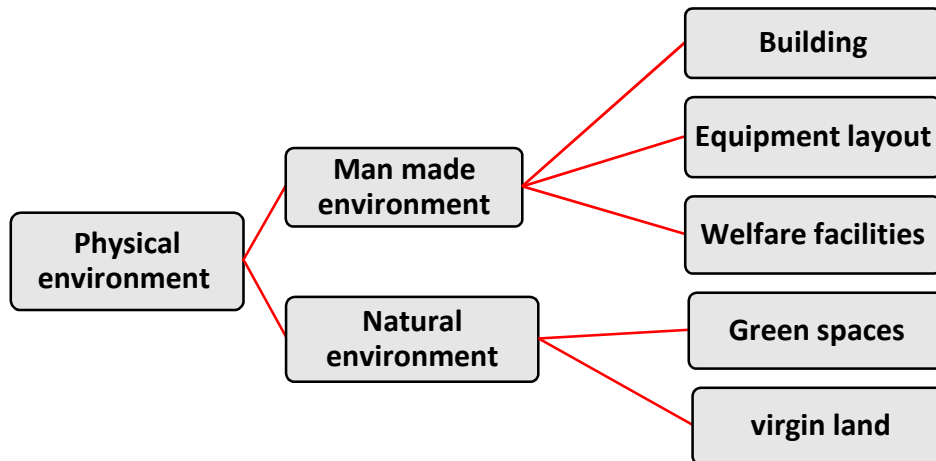 Physical
environment
Man made
environment
Natural
environment
Building
Equipment layout
Welfare facilities
Green spaces
virgin land